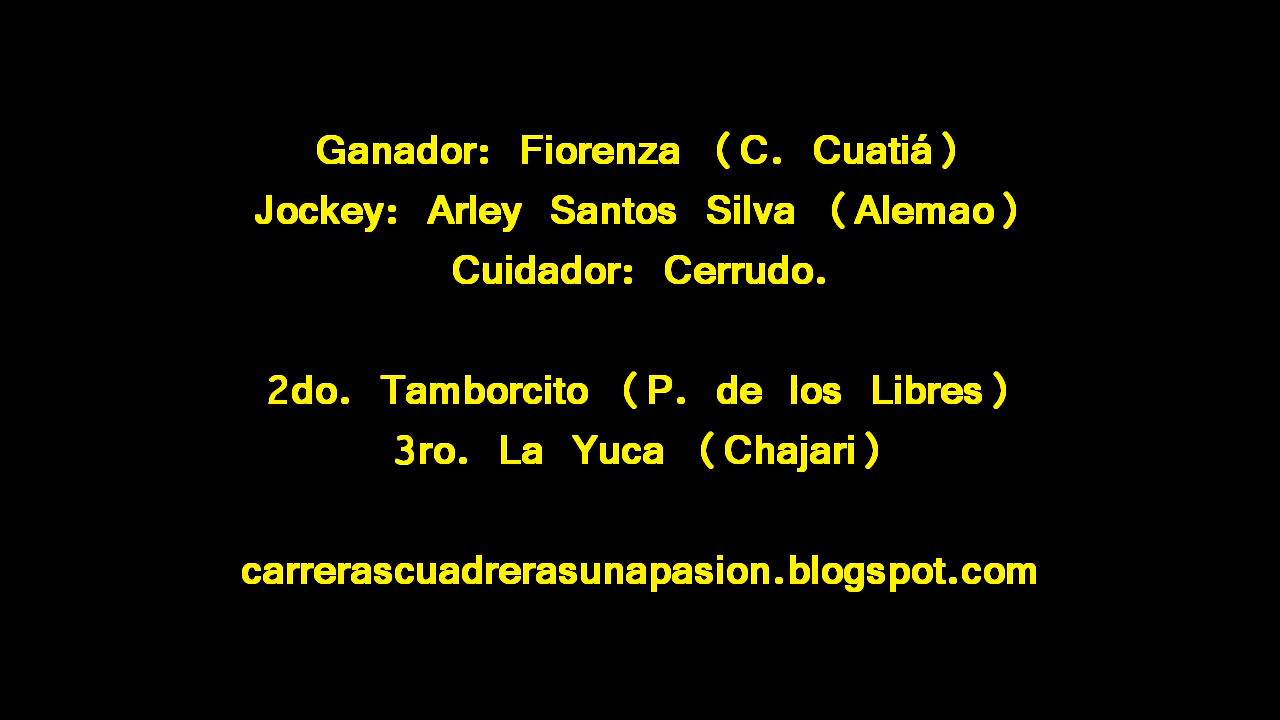 Ganador: Fiorenza (C. Cuatiá)
Jockey: Arley Santos Silva (Alemao)
Cuidador: Cerrudo.
2do. Tamborcito (P. de los Libres)
3ro. La Yuca (Chajari)
carrerascuadrerasunapasion.blogspot.com